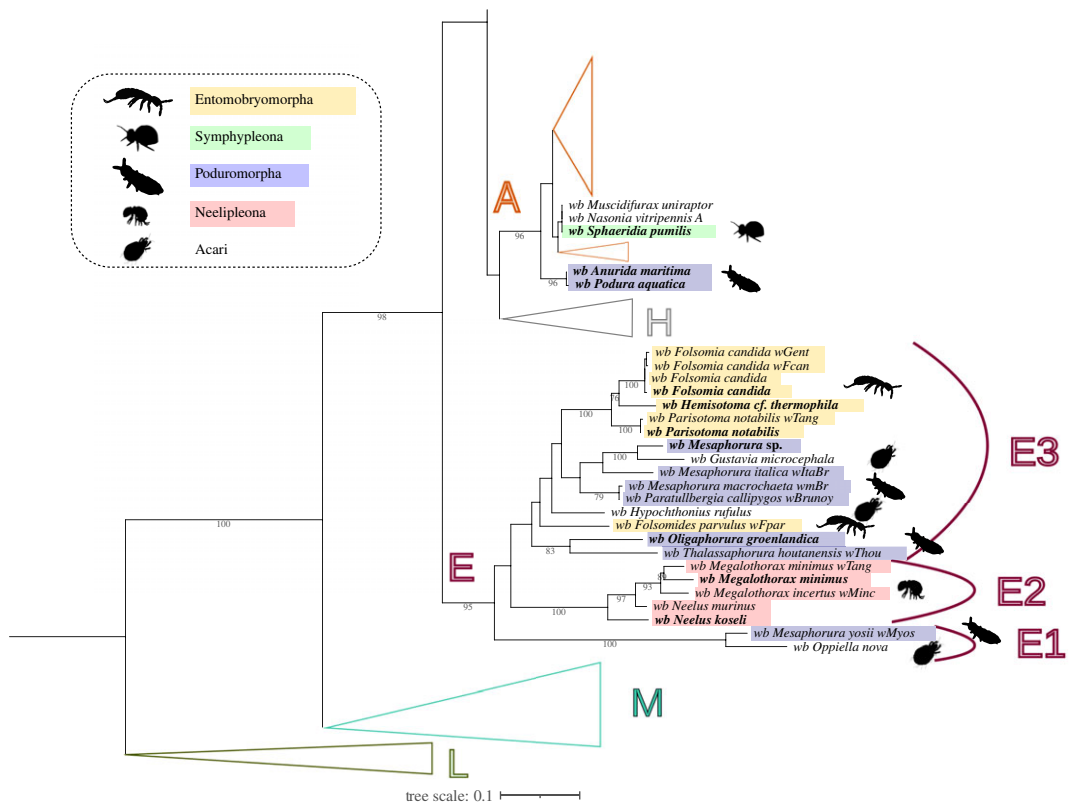 Entomobryomorpha
Symphypleona
Poduromorpha
Neelipleona
Acari
A
wb Muscidifurax uniraptor
wb Nasonia vitripennis A
wb Sphaeridia pumilis
96
wb Anurida maritima
96
wb Podura aquatica
H
98
wb Folsomia candida wGent
wb Folsomia candida wFcan
wb Folsomia candida
100
wb Folsomia candida
76
wb Hemisotoma cf. thermophila
100
wb Parisotoma notabilis wTang
100
wb Parisotoma notabilis
wb Mesaphorura sp.
100
wb Gustavia microcephala
E3
wb Mesaphorura italica wItaBr
wb Mesaphorura macrochaeta wmBr
79
wb Paratullbergia callipygos wBrunoy
wb Hypochthonius rufulus
100
wb Folsomides parvulus wFpar
wb Oligaphorura groenlandica
83
wb Thalassaphorura houtanensis wThou
E
wb Megalothorax minimus wTang
wb Megalothorax minimus
93
wb Megalothorax incertus wMinc
E2
97
95
100
wb Neelus murinus
wb Neelus koseli
wb Mesaphorura yosii wMyos
100
wb Oppiella nova
E1
M
L
tree scale: 0.1